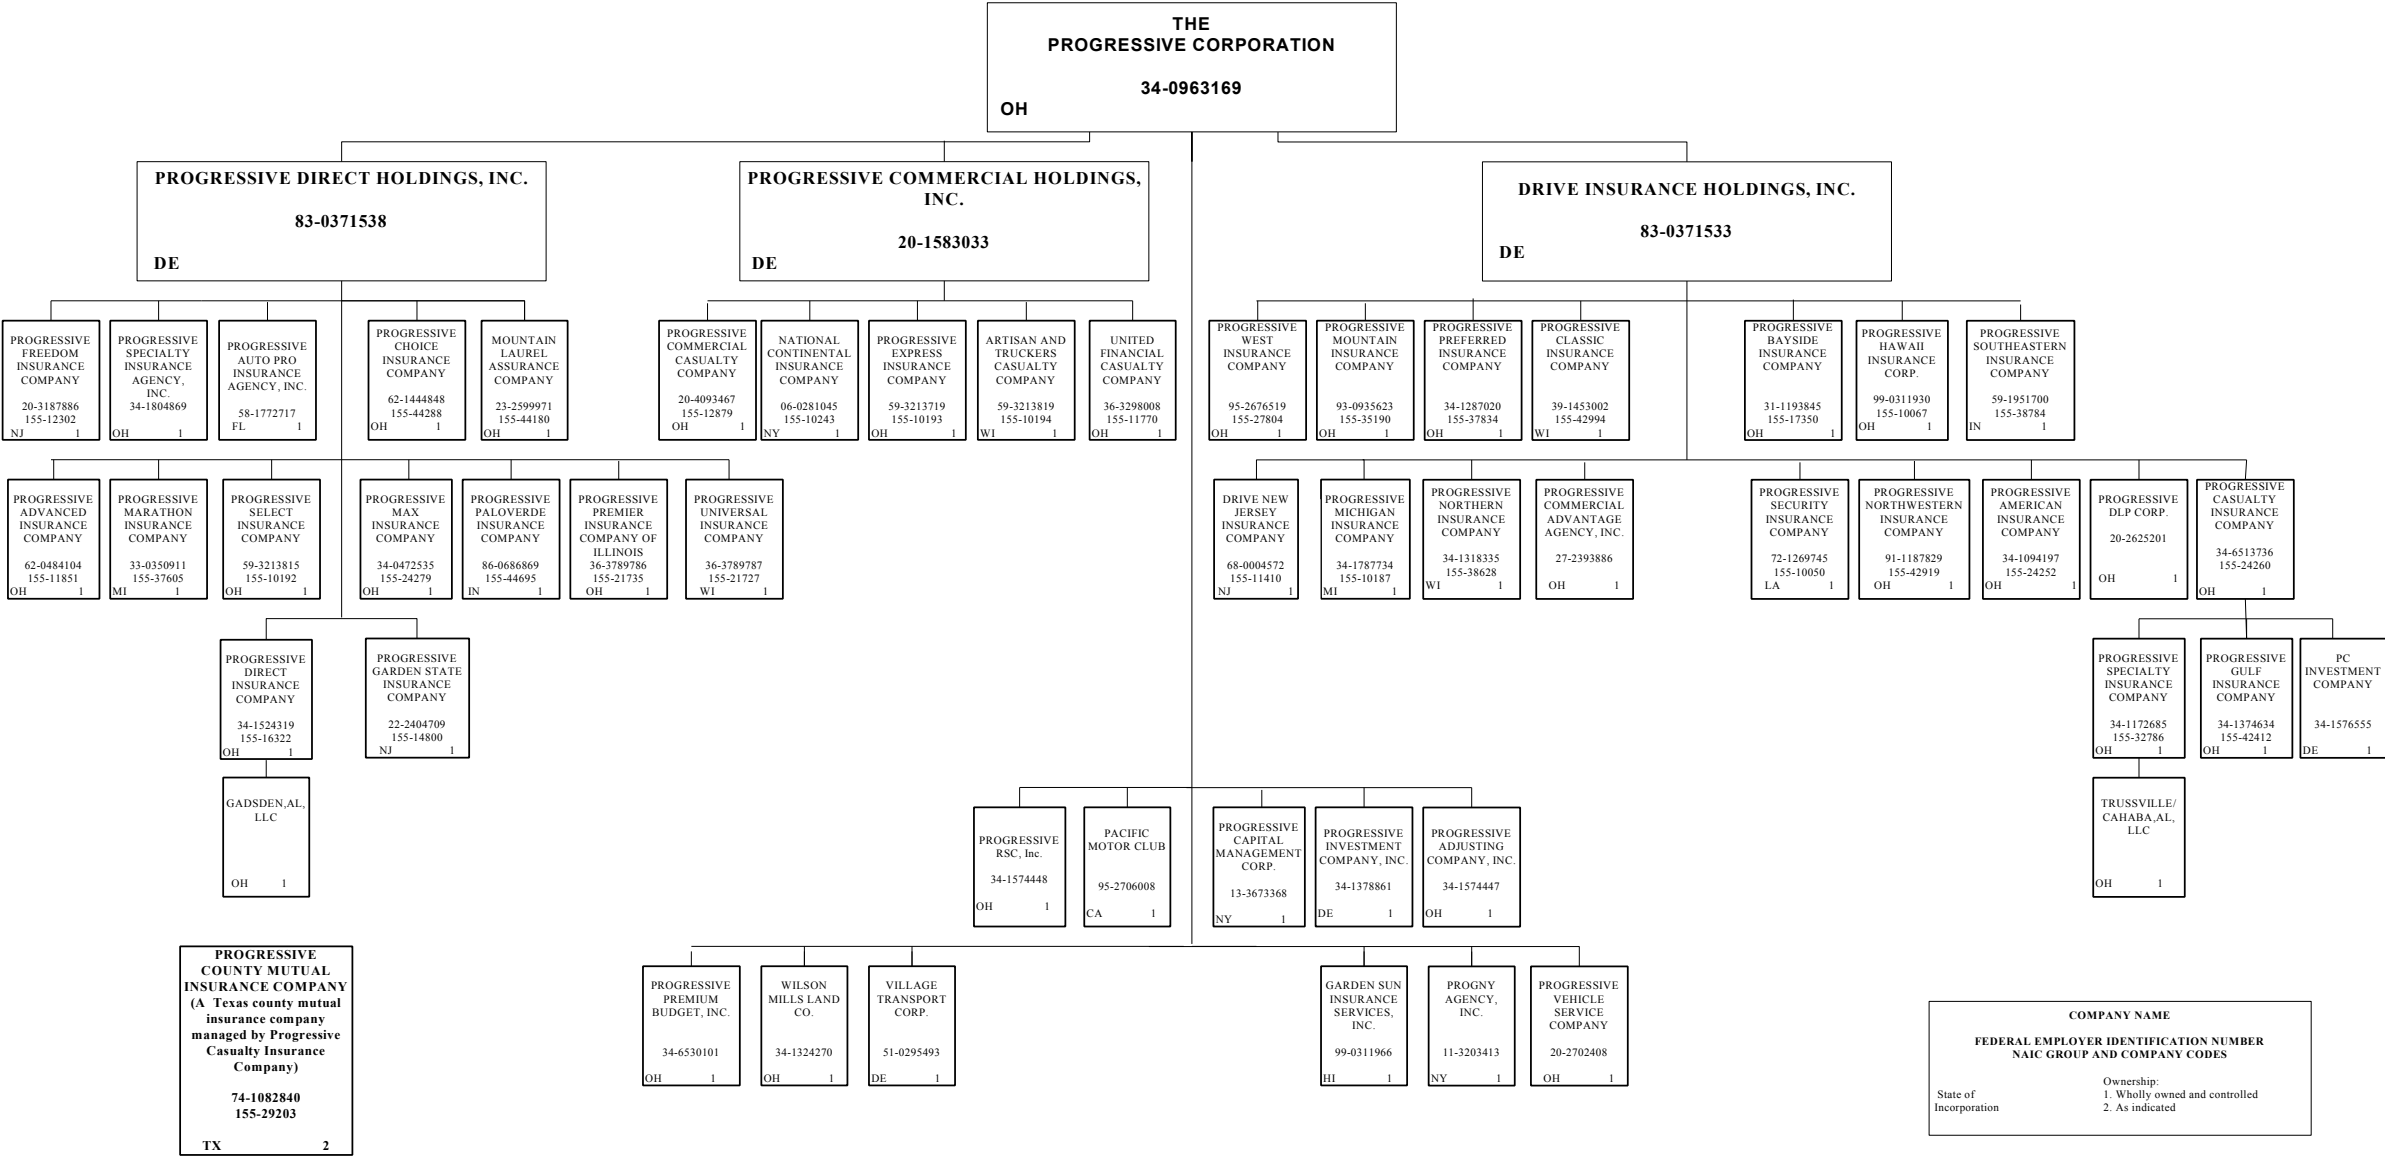 THE
PROGRESSIVE CORPORATION
34-0963169
OH
PROGRESSIVE DIRECT HOLDINGS, INC.
83-0371538
DE
PROGRESSIVE COMMERCIAL HOLDINGS,
INC.
20-1583033
DE
DRIVE INSURANCE HOLDINGS, INC.
83-0371533
DE
PROGRESSIVE
FREEDOM
INSURANCE
COMPANY
20-3187886
155-12302
NJ 1
PROGRESSIVE
SPECIALTY
INSURANCE
AGENCY,
INC.
34-1804869
OH 1
PROGRESSIVE
AUTO PRO
INSURANCE
AGENCY, INC.
58-1772717
FL 1
PROGRESSIVE
CHOICE
INSURANCE
COMPANY
62-1444848
155-44288
OH 1
MOUNTAIN
LAUREL
ASSURANCE
COMPANY
23-2599971
155-44180
OH 1
PROGRESSIVE
COMMERCIAL
CASUALTY
COMPANY
20-4093467
155-12879
OH 1
NATIONAL
CONTINENTAL
INSURANCE
COMPANY
06-0281045
155-10243
NY 1
PROGRESSIVE
EXPRESS
INSURANCE
COMPANY
59-3213719
155-10193
OH 1
ARTISAN AND
TRUCKERS
CASUALTY
COMPANY
59-3213819
155-10194
WI 1
UNITED
FINANCIAL
CASUALTY
COMPANY
36-3298008
155-11770
OH 1
PROGRESSIVE
WEST
INSURANCE
COMPANY
95-2676519
155-27804
OH 1
PROGRESSIVE
MOUNTAIN
INSURANCE
COMPANY
93-0935623
155-35190
OH 1
PROGRESSIVE
PREFERRED
INSURANCE
COMPANY
34-1287020
155-37834
OH 1
PROGRESSIVE
CLASSIC
INSURANCE
COMPANY
39-1453002
155-42994
WI 1
PROGRESSIVE
BAYSIDE
INSURANCE
COMPANY
31-1193845
155-17350
OH 1
PROGRESSIVE
HAWAII
INSURANCE
CORP.
99-0311930
155-10067
OH 1
PROGRESSIVE
SOUTHEASTERN
INSURANCE
COMPANY
59-1951700
155-38784
IN 1
PROGRESSIVE
ADVANCED
INSURANCE
COMPANY
62-0484104
155-11851
OH 1
PROGRESSIVE
MARATHON
INSURANCE
COMPANY
33-0350911
155-37605
MI 1
PROGRESSIVE
SELECT
INSURANCE
COMPANY
59-3213815
155-10192
OH 1
PROGRESSIVE
MAX
INSURANCE
COMPANY
34-0472535
155-24279
OH 1
PROGRESSIVE
PALOVERDE
INSURANCE
COMPANY
86-0686869
155-44695
IN 1
PROGRESSIVE
PREMIER
INSURANCE
COMPANY OF
ILLINOIS
36-3789786
155-21735
OH 1
PROGRESSIVE
UNIVERSAL
INSURANCE
COMPANY
36-3789787
155-21727
WI 1
DRIVE NEW
JERSEY
INSURANCE
COMPANY
68-0004572
155-11410
NJ 1
PROGRESSIVE
MICHIGAN
INSURANCE
COMPANY
34-1787734
155-10187
MI 1
PROGRESSIVE
NORTHERN
INSURANCE
COMPANY
34-1318335
155-38628
WI 1
PROGRESSIVE
COMMERCIAL
ADVANTAGE
AGENCY, INC.
27-2393886
OH 1
PROGRESSIVE
SECURITY
INSURANCE
COMPANY
72-1269745
155-10050
LA 1
PROGRESSIVE
NORTHWESTERN
INSURANCE
COMPANY
91-1187829
155-42919
OH 1
PROGRESSIVE
AMERICAN
INSURANCE
COMPANY
34-1094197
155-24252
OH 1
PROGRESSIVE
DLP CORP.
20-2625201
OH 1
PROGRESSIVE
CASUALTY
INSURANCE
COMPANY
34-6513736
155-24260
OH 1
PROGRESSIVE
DIRECT
INSURANCE
COMPANY
34-1524319
155-16322
OH 1
PROGRESSIVE
GARDEN STATE
INSURANCE
COMPANY
22-2404709
155-14800
NJ 1
PROGRESSIVE
SPECIALTY
INSURANCE
COMPANY
34-1172685
155-32786
OH 1
PROGRESSIVE
GULF
INSURANCE
COMPANY
34-1374634
155-42412
OH 1
PC
INVESTMENT
COMPANY
34-1576555
DE 1
GADSDEN,AL,
LLC
OH 1
TRUSSVILLE/
CAHABA,AL,
LLC
OH 1
PROGRESSIVE
RSC, Inc.
34-1574448
OH 1
PACIFIC
MOTOR CLUB
95-2706008
CA 1
PROGRESSIVE
CAPITAL
MANAGEMENT
CORP.
13-3673368
NY 1
PROGRESSIVE
INVESTMENT
COMPANY, INC.
34-1378861
DE 1
PROGRESSIVE
ADJUSTING
COMPANY, INC.
34-1574447
OH 1
PROGRESSIVE
COUNTY MUTUAL
INSURANCE COMPANY
(A Texas county mutual
insurance company
managed by Progressive
Casualty Insurance
Company)
74-1082840
155-29203
TX 2
PROGRESSIVE
PREMIUM
BUDGET, INC.
34-6530101
OH 1
WILSON
MILLS LAND
CO.
34-1324270
OH 1
VILLAGE
TRANSPORT
CORP.
51-0295493
DE 1
GARDEN SUN
INSURANCE
SERVICES,
INC.
99-0311966
HI 1
PROGNY
AGENCY,
INC.
11-3203413
NY 1
PROGRESSIVE
VEHICLE
SERVICE
COMPANY
20-2702408
OH 1
COMPANY NAME
FEDERAL EMPLOYER IDENTIFICATION NUMBER
NAIC GROUP AND COMPANY CODES
State of
Incorporation
Ownership:
1. Wholly owned and controlled
2. As indicated